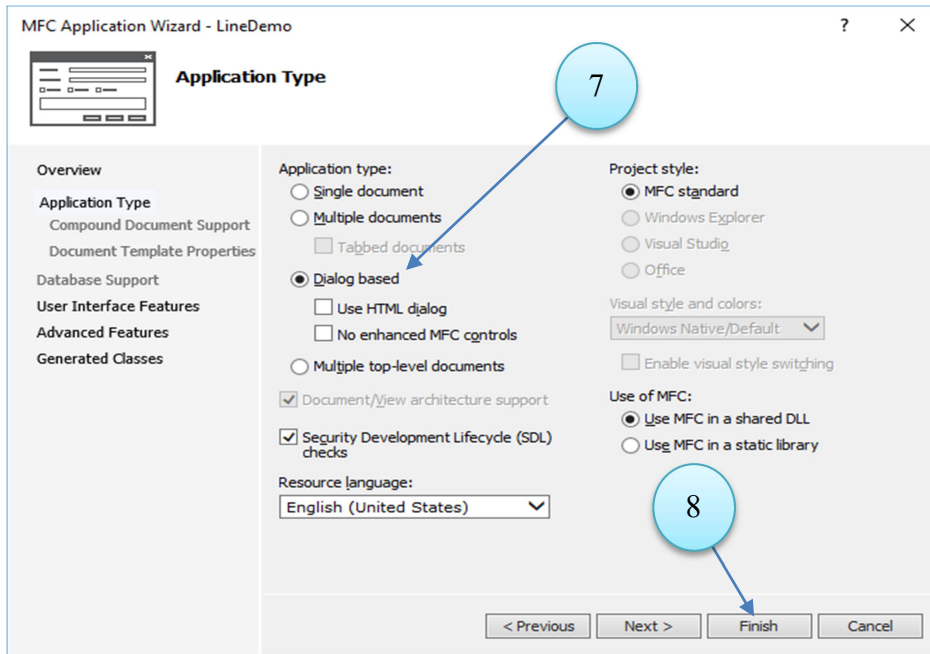 MFC Application Wizard - LineDemo
?
Application Type
7
Overview
Application Type
Compound Document Support
Document Template Properties
Database Support
User Interface Features
Advanced Features
Generated Classes
Application type:
Single document
Multiple documents
Tabbed documents
Dialog based
Use HTML dialog
No enhanced MFC controls
Multiple top-level documents
Document/View architecture support
Security Development Lifecycle (SDL)
checks
Resource language:
English (United States)
Project style:
MFC standard
Windows Explorer
Visual Studio
Office
Visual style and colors:
Windows Native/Default
Enable visual style switching
Use of MFC:
Use MFC in a shared DLL
Use MFC in a static library
8
< Previous
Next >
Finish
Cancel